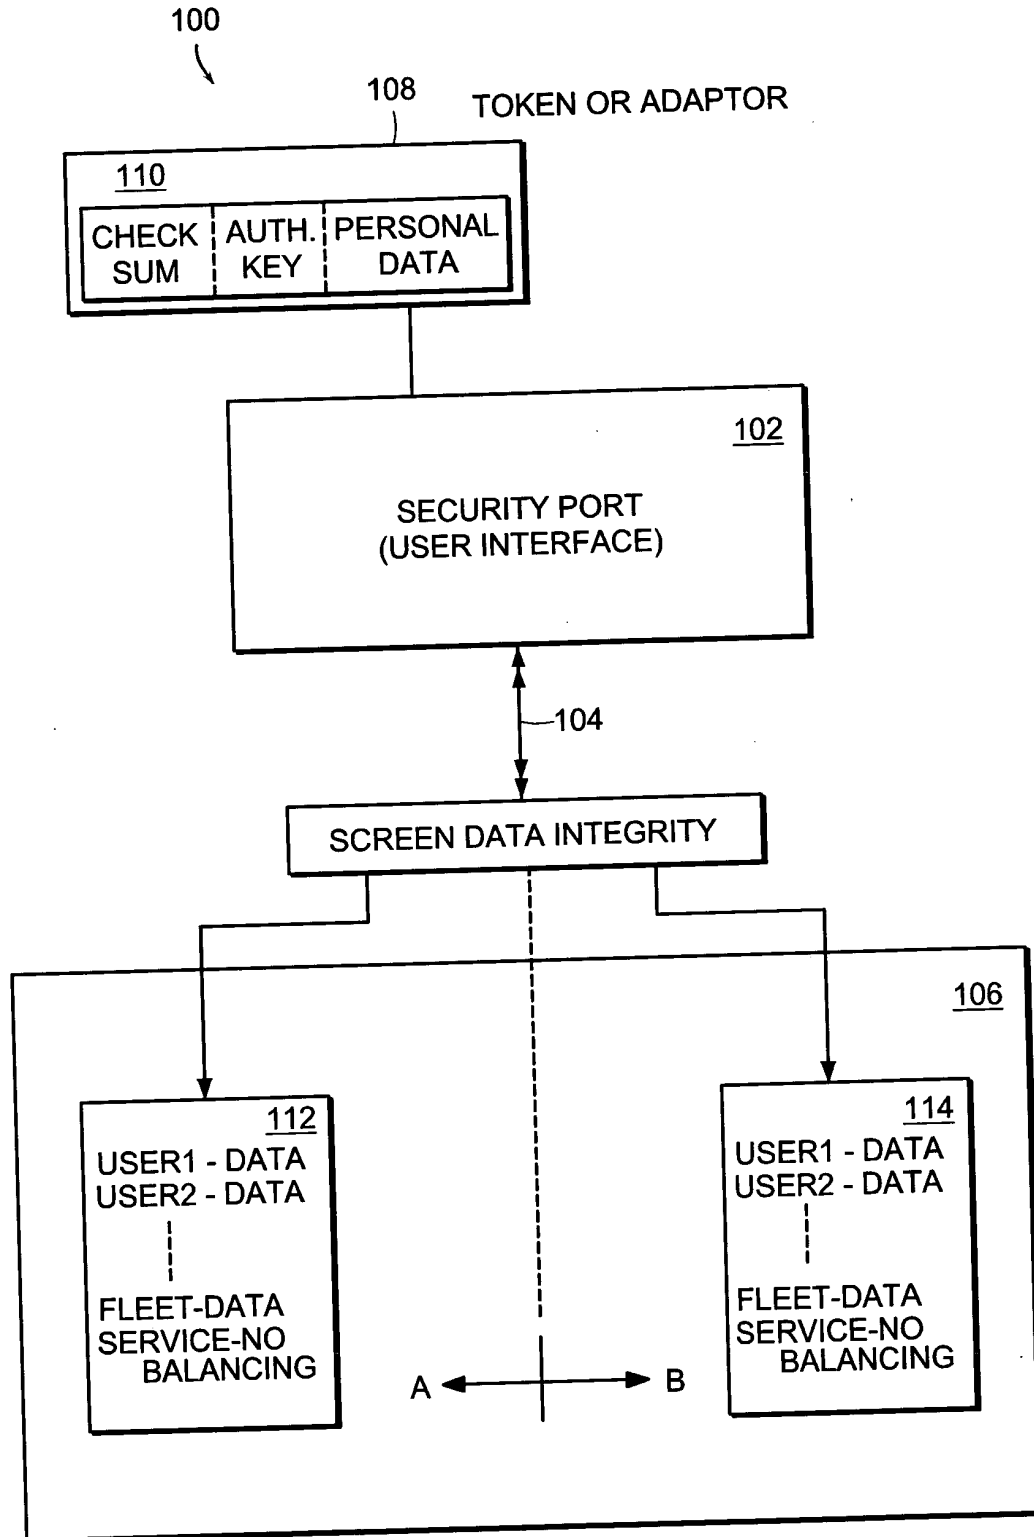 100
108
TOKEN OR ADAPTOR
110
CHECK SUM
AUTH. KEY
PERSONAL DATA
102
SECURITY PORT
(USER INTERFACE)
104
SCREEN DATA INTEGRITY
106
112
USER1 - DATA
USER2 - DATA
FLEET-DATA
SERVICE-NO
BALANCING
A
B
114
USER1 - DATA
USER2 - DATA
FLEET-DATA
SERVICE-NO
BALANCING